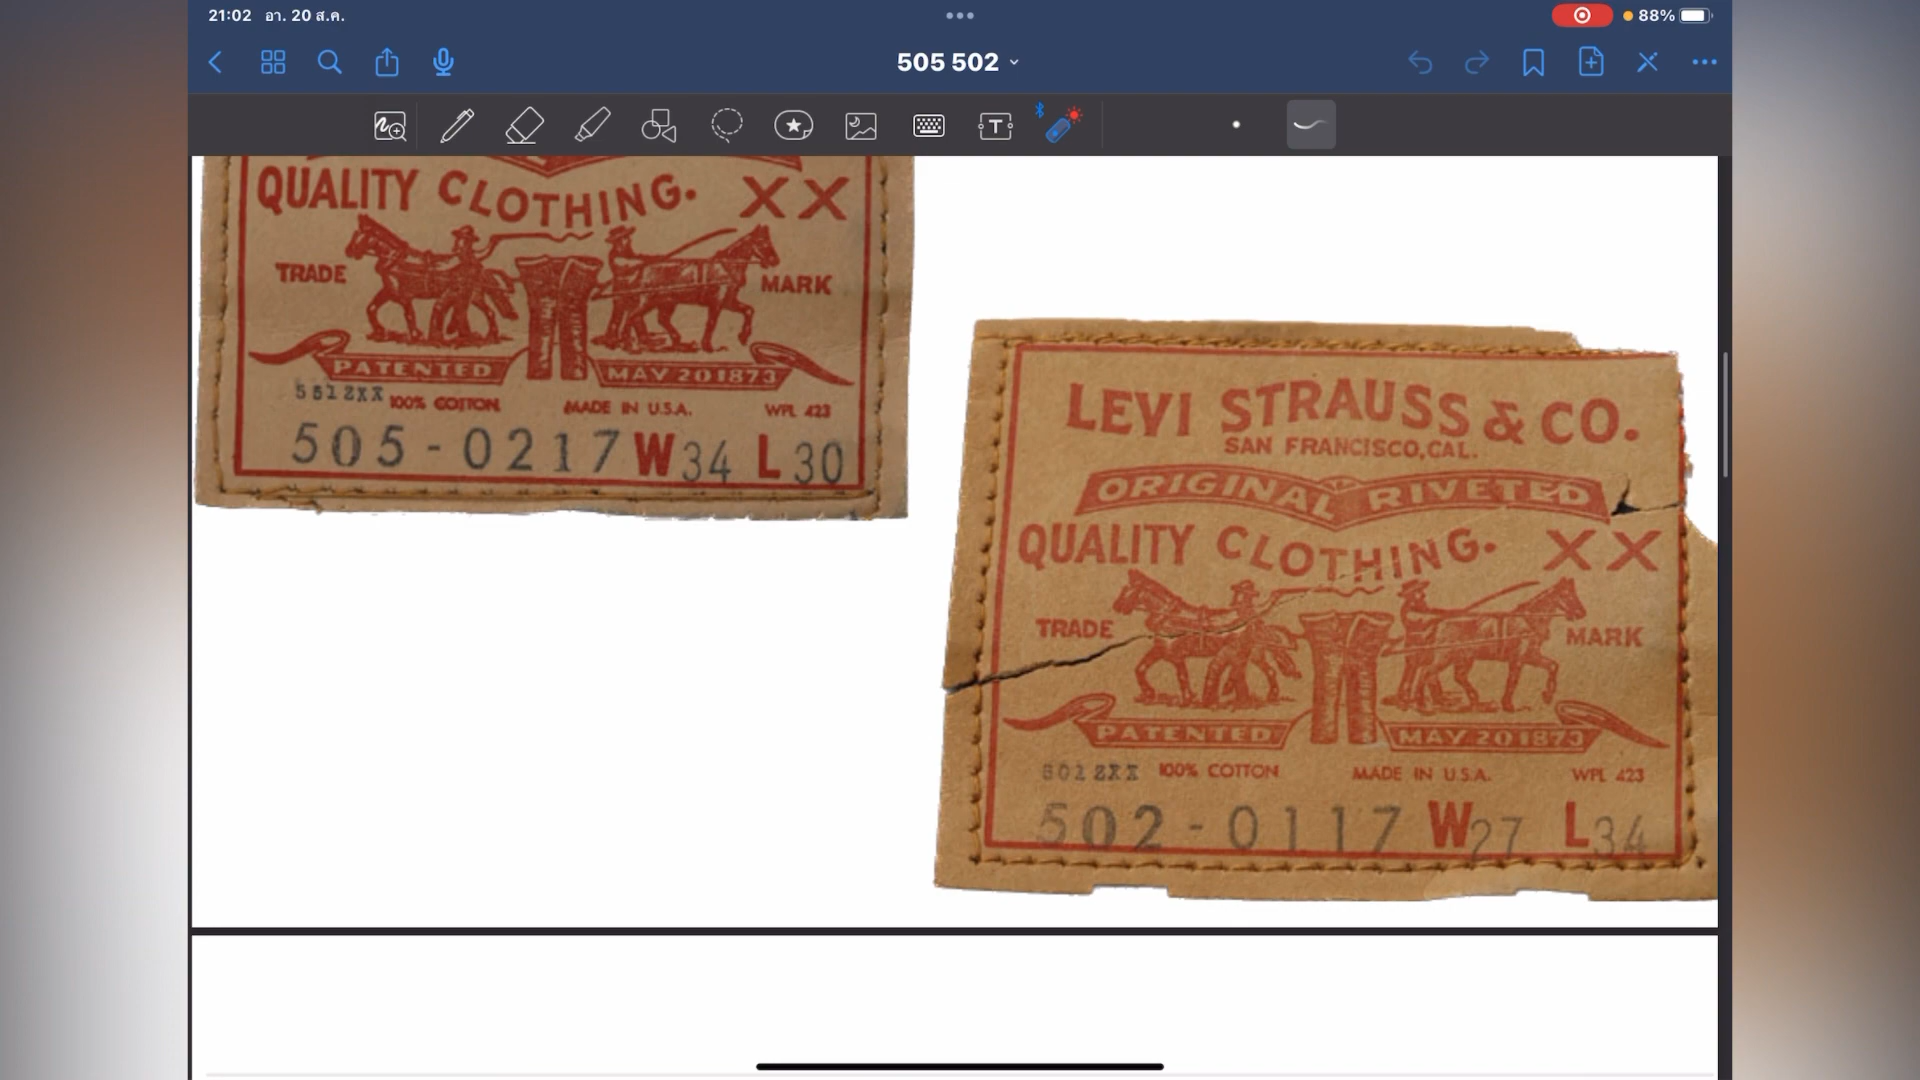 21:02 อา. 20 ส.ค.
88%
505 502
QUALITY CLOTHING. XX
TRADE MARK
PATENTED MAY 20 1873
551ZXX 100% COTTON MADE IN U.S.A. WPL 423
505-0217 W34 L30
LEVI STRAUSS & CO.
SAN FRANCISCO, CAL.
ORIGINAL RIVETED
QUALITY CLOTHING. XX
TRADE MARK
PATENTED MAY 20 1873
100% COTTON MADE IN U.S.A. WPL 423
502-0117 W27 L34